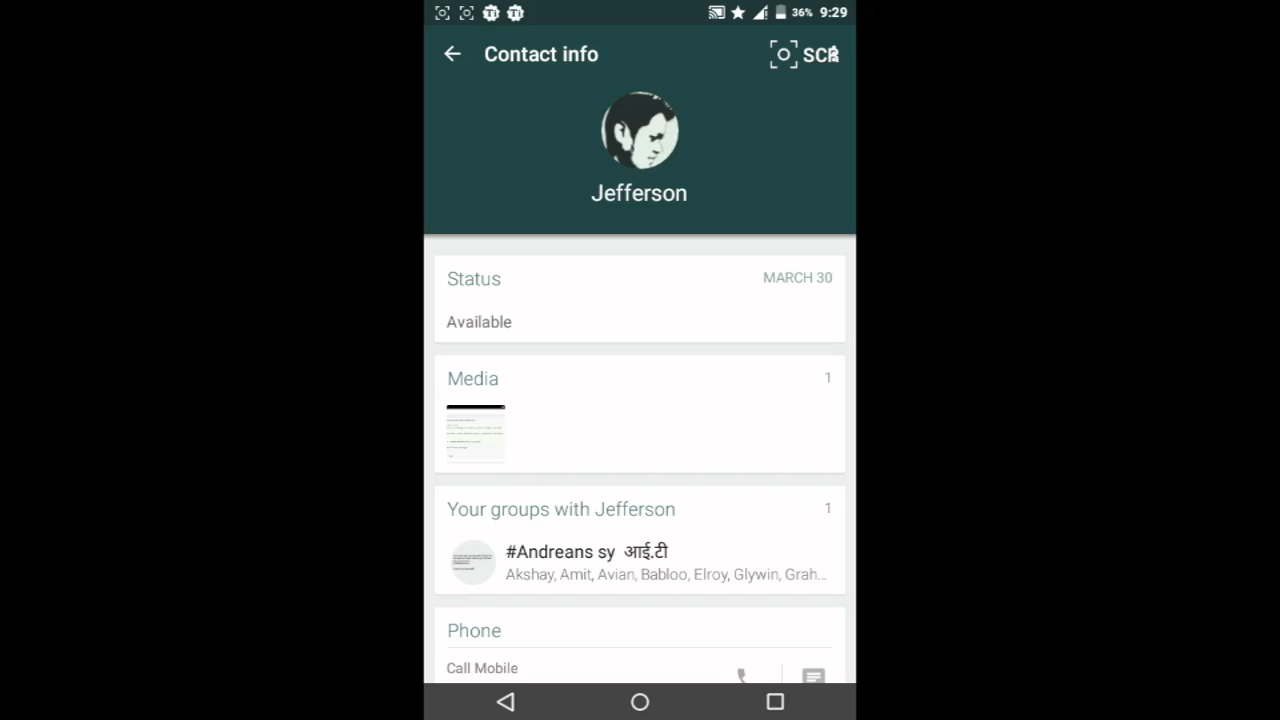 36% 9:29
Contact info
Jefferson
Status MARCH 30
Available
Media 1
Your groups with Jefferson 1
#Andreans sy आई.टी
Akshay, Amit, Avian, Babloo, Elroy, Glywin, Grah...
Phone
Call Mobile